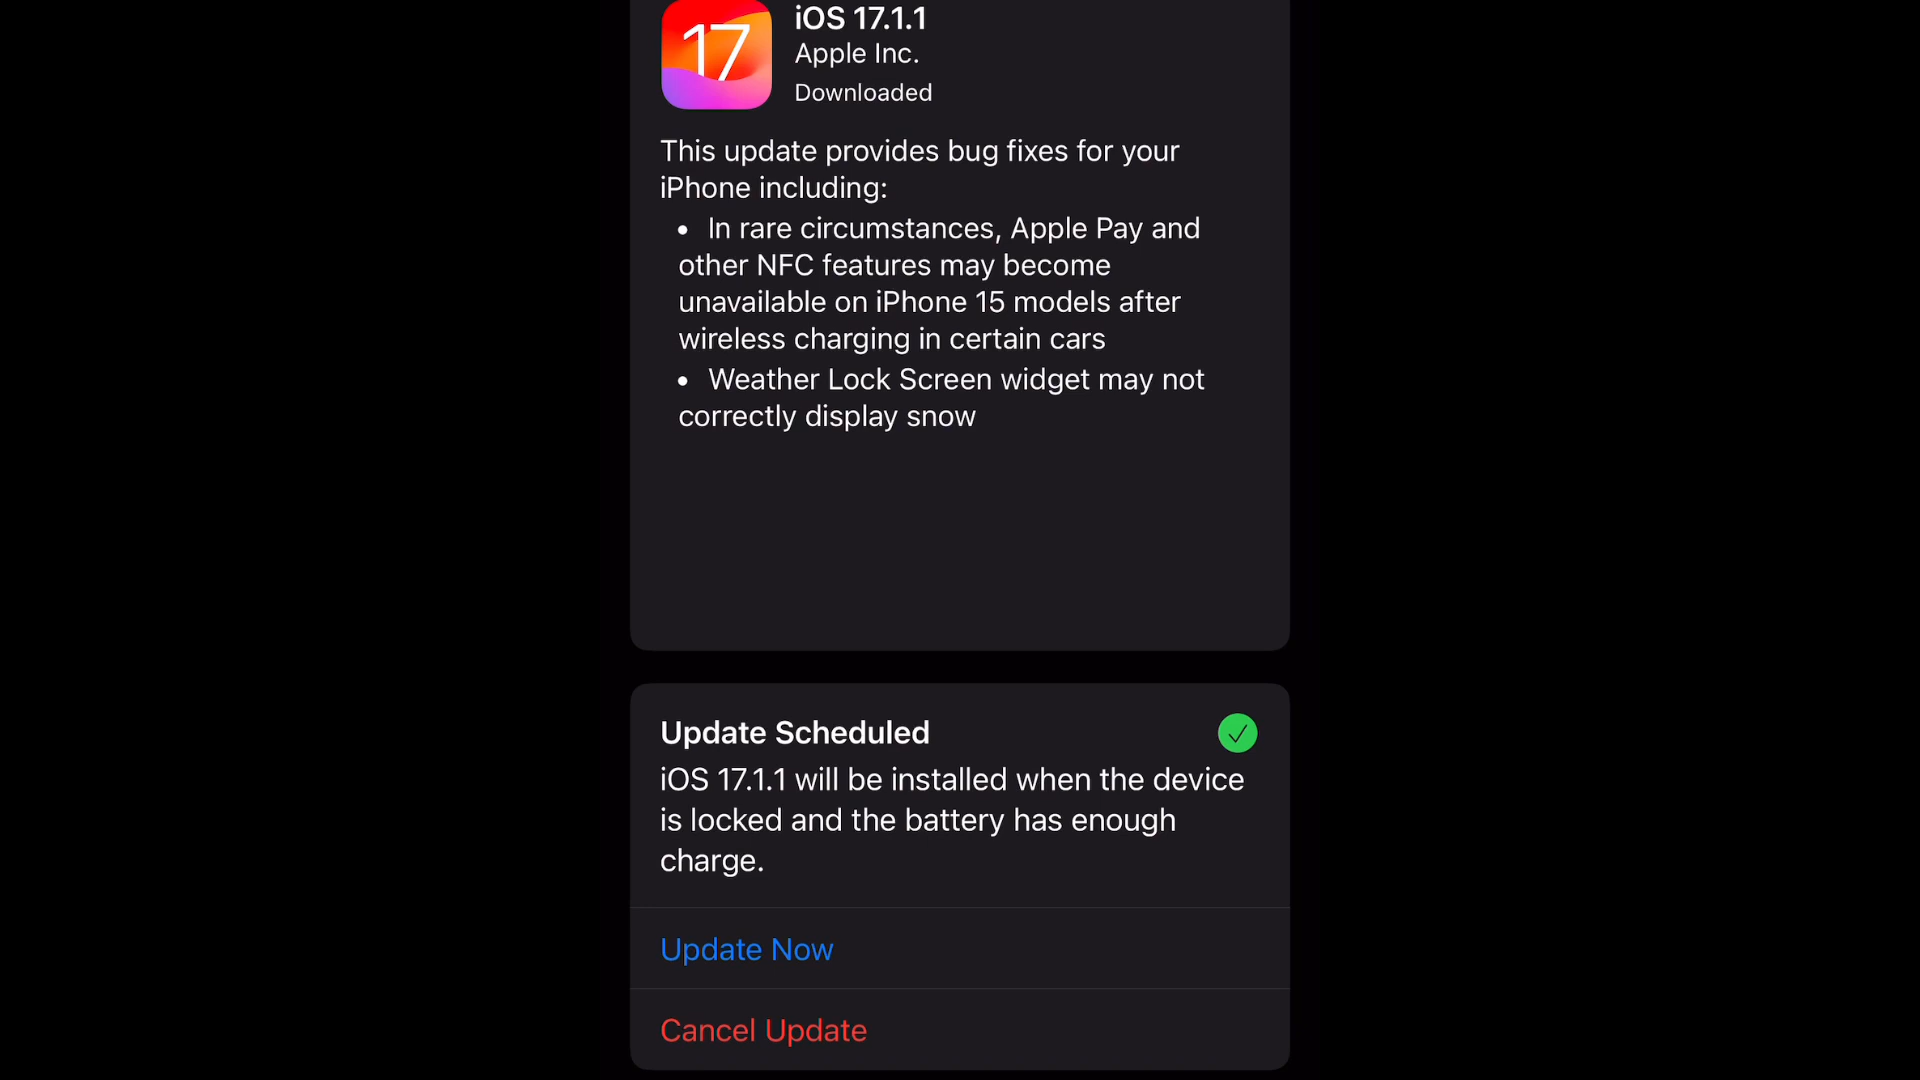 17
iOS 17.1.1
Apple Inc.
Downloaded
This update provides bug fixes for your
iPhone including:
• In rare circumstances, Apple Pay and
other NFC features may become
unavailable on iPhone 15 models after
wireless charging in certain cars
• Weather Lock Screen widget may not
correctly display snow
Update Scheduled
iOS 17.1.1 will be installed when the device
is locked and the battery has enough
charge.
Update Now
Cancel Update